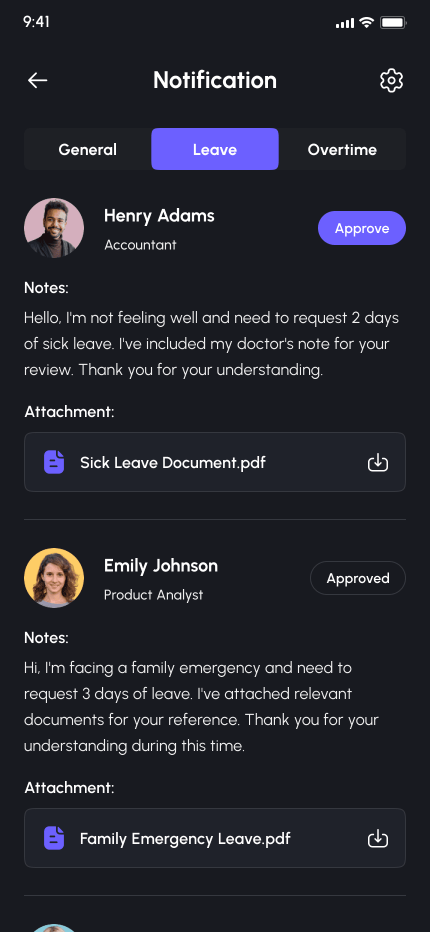 9:41
Notification
General Leave Overtime
Henry Adams
Approve
Accountant
Notes:
Hello, I'm not feeling well and need to request 2 days
of sick leave. I've included my doctor's note for your
review. Thank you for your understanding.
Attachment:
Sick Leave Document.pdf
Emily Johnson
Approved
Product Analyst
Notes:
Hi, I'm facing a family emergency and need to
request 3 days of leave. I've attached relevant
documents for your reference. Thank you for your
understanding during this time.
Attachment:
Family Emergency Leave.pdf